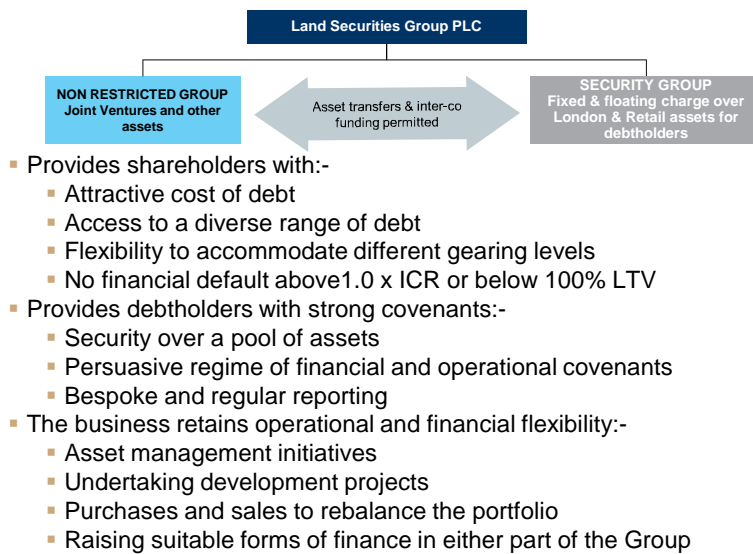 Land Securities Group PLC
NON RESTRICTED GROUP
Joint Ventures and other
assets
Asset transfers & inter-co
funding permitted
SECURITY GROUP
Fixed & floating charge over
London & Retail assets for
debtholders
▪ Provides shareholders with:-
▪ Attractive cost of debt
▪ Access to a diverse range of debt
▪ Flexibility to accommodate different gearing levels
▪ No financial default above1.0 x ICR or below 100% LTV
▪ Provides debtholders with strong covenants:-
▪ Security over a pool of assets
▪ Persuasive regime of financial and operational covenants
▪ Bespoke and regular reporting
▪ The business retains operational and financial flexibility:-
▪ Asset management initiatives
▪ Undertaking development projects
▪ Purchases and sales to rebalance the portfolio
▪ Raising suitable forms of finance in either part of the Group